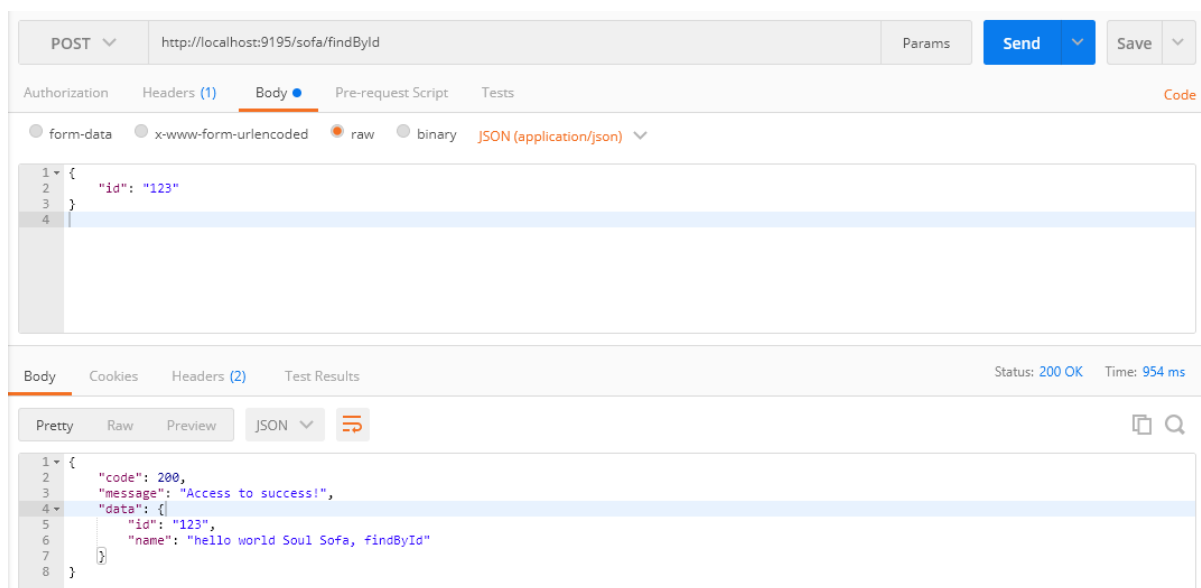 POST http://localhost:9195/sofa/findById Params Send Save
Authorization Headers (1) Body Pre-request Script Tests Code
form-data x-www-form-urlencoded raw binary JSON (application/json)
1 {
2 "id": "123"
3 }
4
Body Cookies Headers (2) Test Results Status: 200 OK Time: 954 ms
Pretty Raw Preview JSON
1 {
2 "code": 200,
3 "message": "Access to success!",
4 "data": {
5 "id": "123",
6 "name": "hello world Soul Sofa, findById"
7 }
8 }